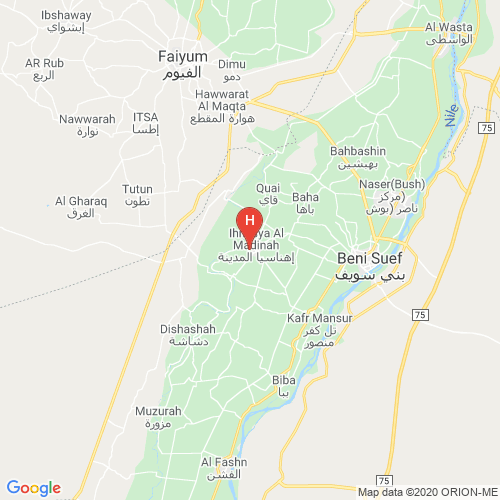 Ibshaway
إبشواي
Al Wasta
الواسطى
Faiyum
الفيوم
Dimu
دمو
AR Rub
الربع
Hawwarat
Al Maqta
هوارة المقطع
Nile
Nawwarah
نوارة
ITSA
إطسا
75
Bahbashin
بهبشين
Tutun
تطون
Quai
قاي
Baha
باها
Naser(Bush)
(مركز
ناصر (بوش
Al Gharaq
الغرق
H
Al
Madinah
إهناسيا المدينة
Beni Suef
بني سويف
Kafr Mansur
تل كفر
منصور
75
Dishashah
دشاشة
Biba
ببا
Muzurah
مزورة
Al Fashn
الفشن
75
Google
Map data ©2020 ORION-ME